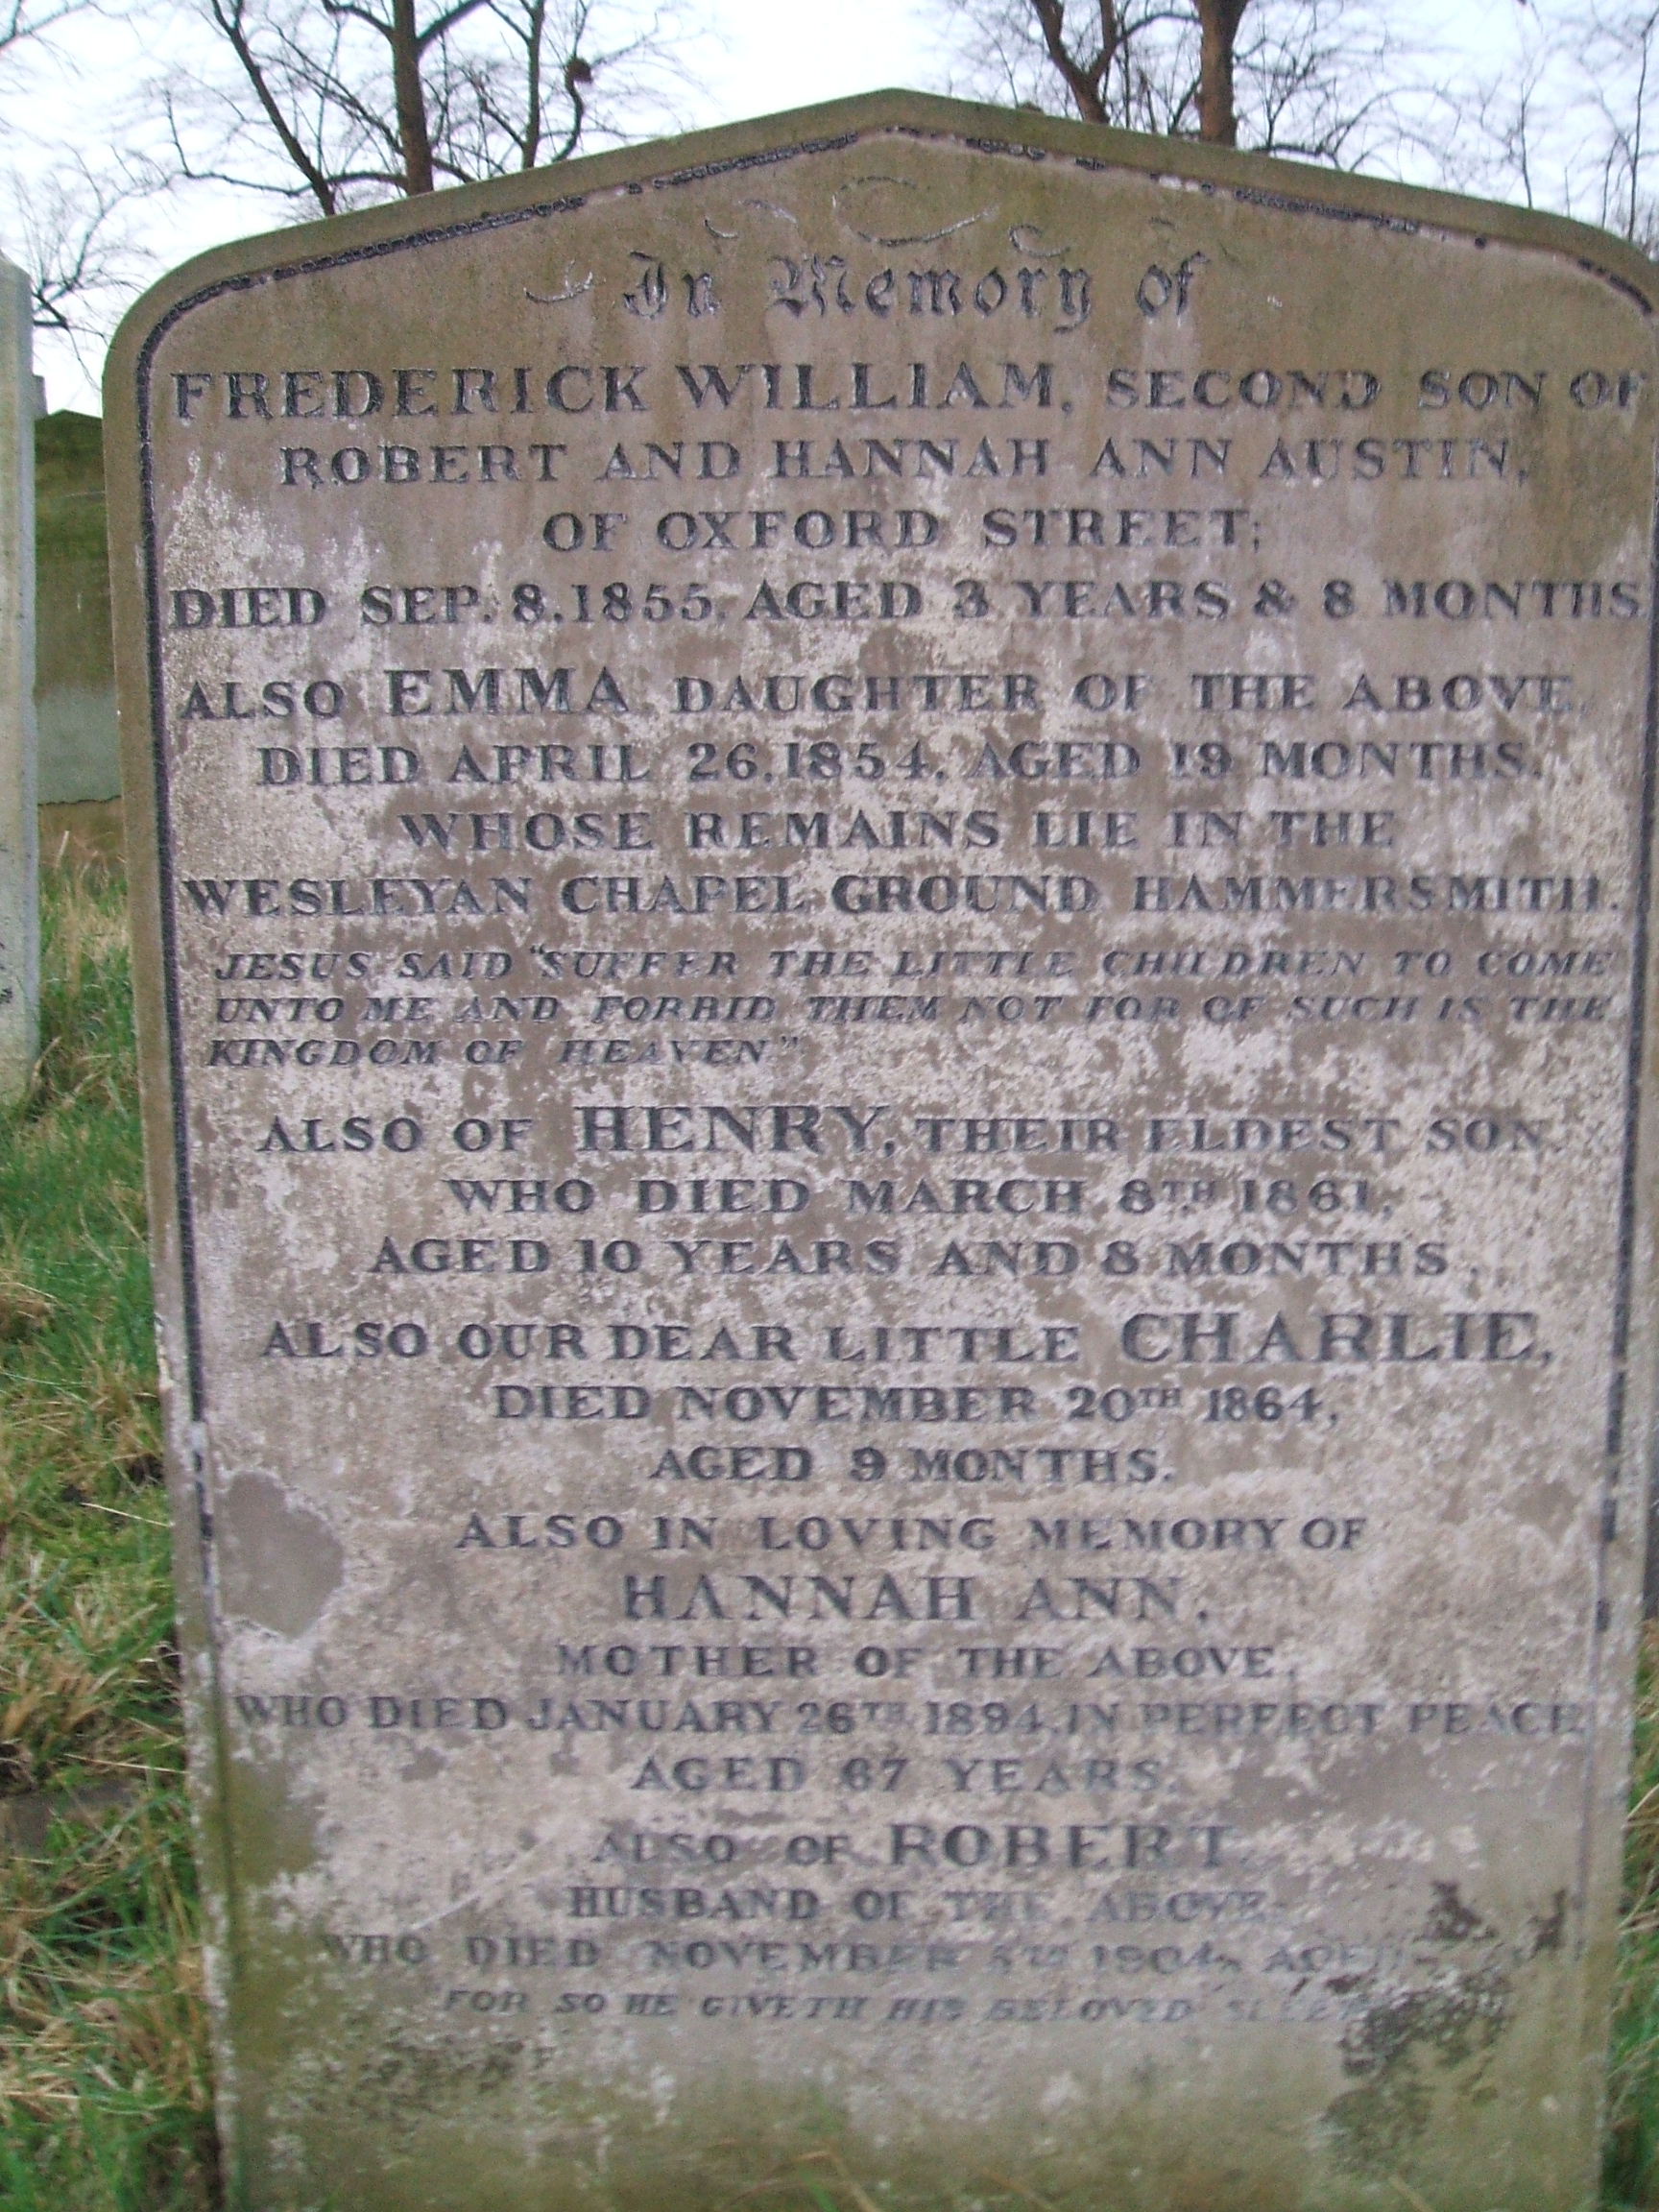 In Memory of
FREDERICK WILLIAM, SECOND SON OF
ROBERT AND HANNAH ANN AUSTIN,
OF OXFORD STREET;
DIED SEP. 8. 1855, AGED 3 YEARS & 8 MONTHS
ALSO EMMA DAUGHTER OF THE ABOVE,
DIED APRIL 26. 1854. AGED 19 MONTHS.
WHOSE REMAINS LIE IN THE
WESLEYAN CHAPEL GROUND HAMMERSMITH.
JESUS SAID "SUFFER THE LITTLE CHILDREN TO COME
UNTO ME AND FORBID THEM NOT FOR OF SUCH IS THE
KINGDOM OF HEAVEN"
ALSO OF HENRY, THEIR ELDEST SON
WHO DIED MARCH 8TH 1861,
AGED 10 YEARS AND 8 MONTHS.
ALSO OUR DEAR LITTLE CHARLIE,
DIED NOVEMBER 20TH 1864,
AGED 9 MONTHS.
ALSO IN LOVING MEMORY OF
HANNAH ANN,
MOTHER OF THE ABOVE,
WHO DIED JANUARY 26TH 1894, IN PERFECT PEACE
AGED 67 YEARS.
ALSO OF ROBERT,
HUSBAND OF THE ABOVE,
WHO DIED NOVEMBER 5TH 1904, AGED
"FOR SO HE GIVETH HIS BELOVED SLEEP